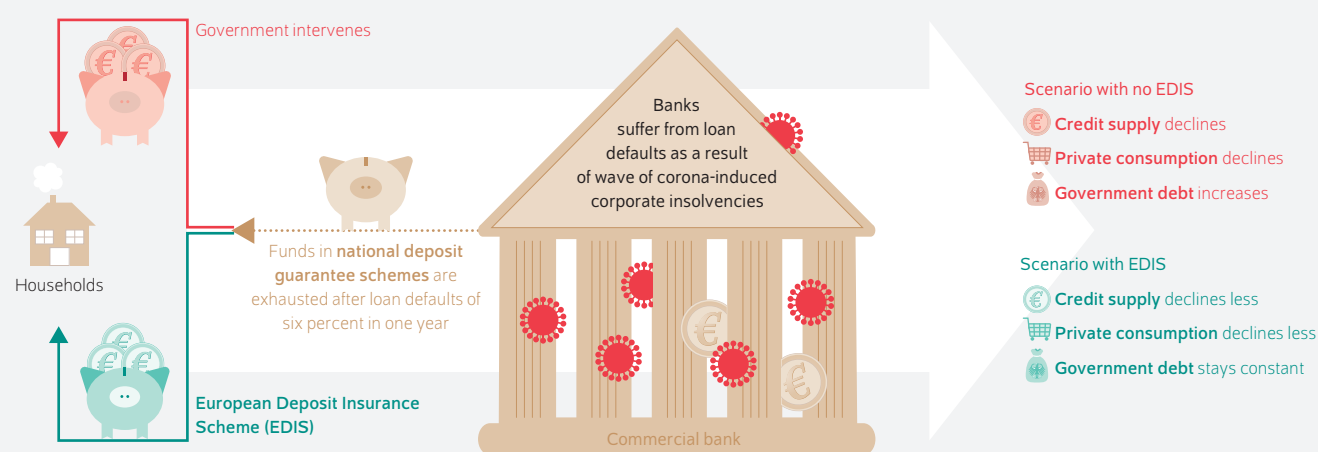 Government intervenes
Households
Funds in national deposit
guarantee schemes are
exhausted after loan defaults of
six percent in one year
European Deposit Insurance
Scheme (EDIS)
Banks
suffer from loan
defaults as a result
of wave of corona-induced
corporate insolvencies
Commercial bank
Scenario with no EDIS
€ Credit supply declines
Private consumption declines
Government debt increases
Scenario with EDIS
€ Credit supply declines less
Private consumption declines less
Government debt stays constant